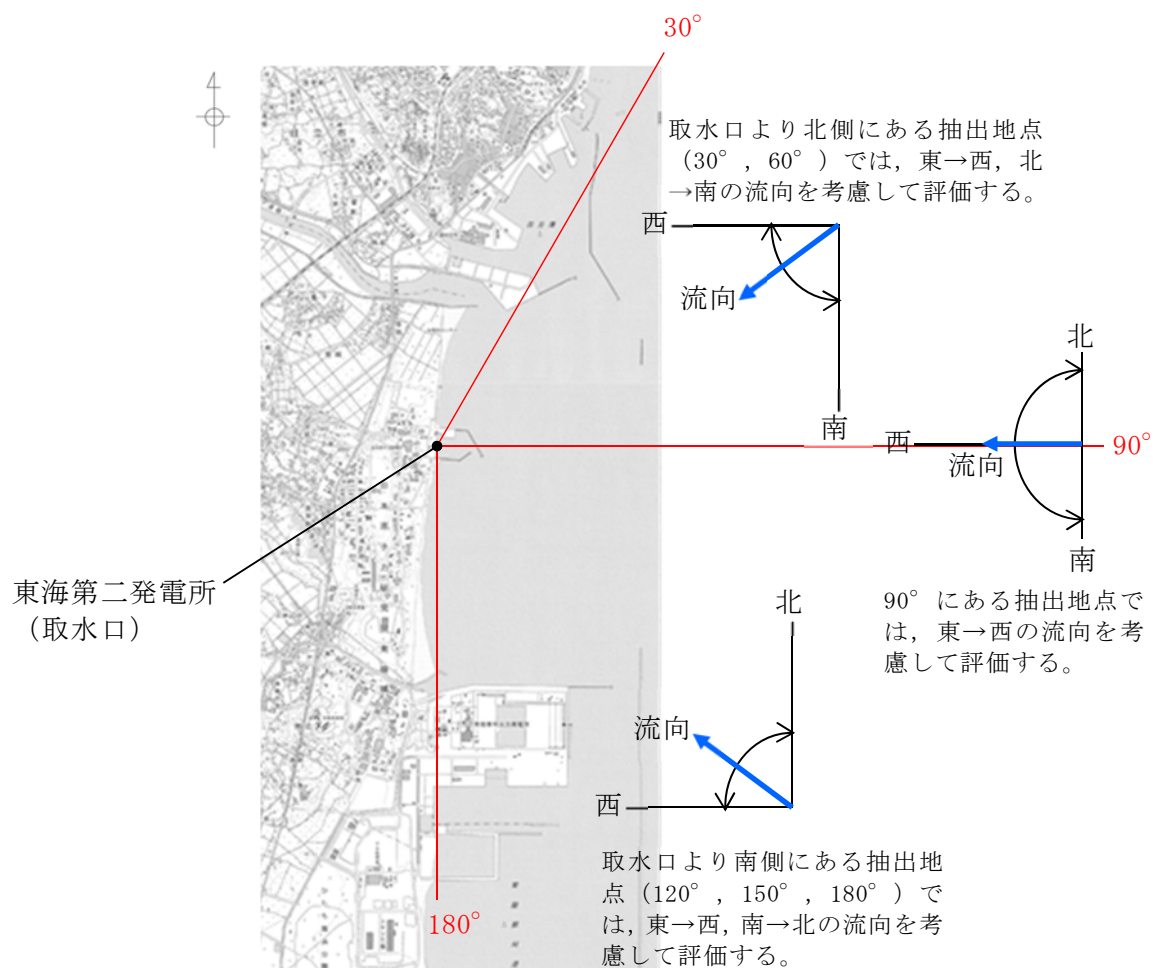 30°
4
取水口より北側にある抽出地点
（30°，60°）では，東→西，北
→南の流向を考慮して評価する。
西
流向
南
北
西
流向
90°
南
90°にある抽出地点で
は，東→西の流向を考
慮して評価する。
東海第二発電所
（取水口）
北
流向
西
取水口より南側にある抽出地
点（120°，150°，180°）で
は，東→西，南→北の流向を考
慮して評価する。
180°